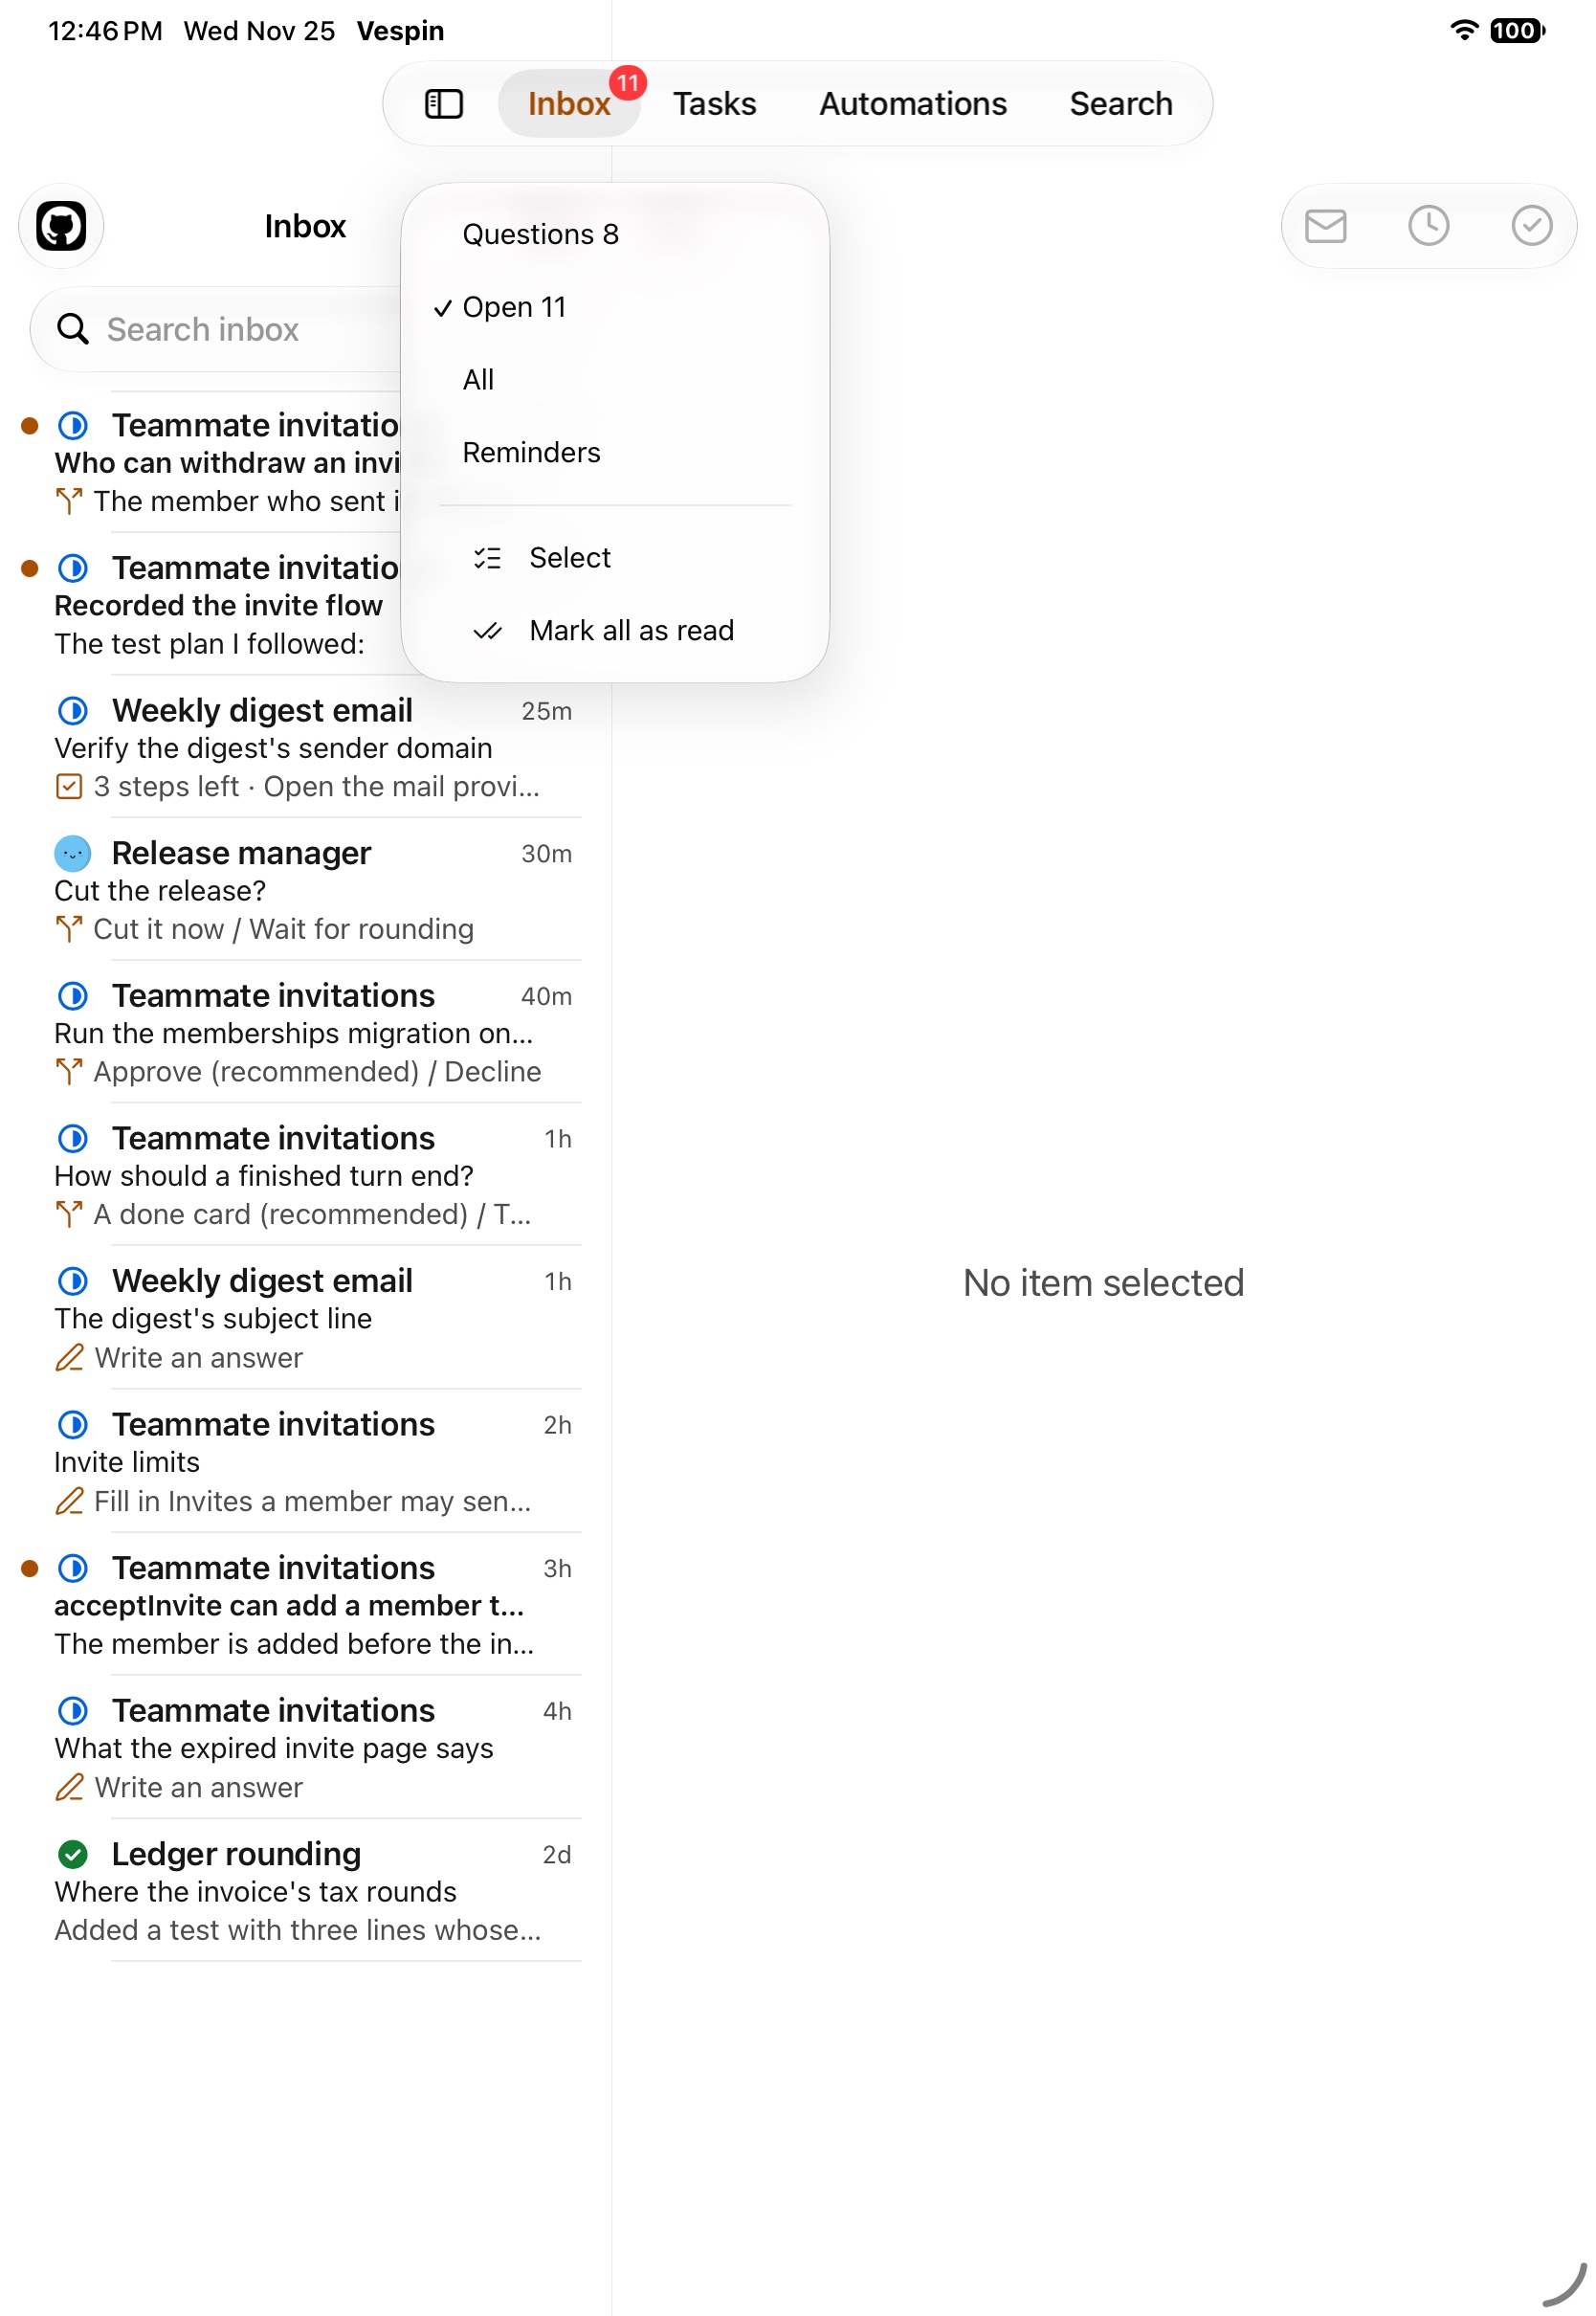 12:46 PM Wed Nov 25 Vespin
100
Inbox 11 Tasks Automations Search
Inbox
Search inbox
Questions 8
Open 11
All
Reminders
Select
Mark all as read
Teammate
Who can withdraw an
The member who sent
Teammate
Recorded the invite flow
The test plan I followed:
Weekly digest email 25m
Verify the digest's sender domain
3 steps left · Open the mail provi...
Release manager 30m
Cut the release?
Cut it now / Wait for rounding
Teammate invitations 40m
Run the memberships migration on...
Approve (recommended) / Decline
Teammate invitations 1h
How should a finished turn end?
A done card (recommended) / T...
Weekly digest email 1h
The digest's subject line
Write an answer
Teammate invitations 2h
Invite limits
Fill in Invites a member may sen...
Teammate invitations 3h
acceptInvite can add a member t...
The member is added before the in...
Teammate invitations 4h
What the expired invite page says
Write an answer
Ledger rounding 2d
Where the invoice's tax rounds
Added a test with three lines whose...
No item selected